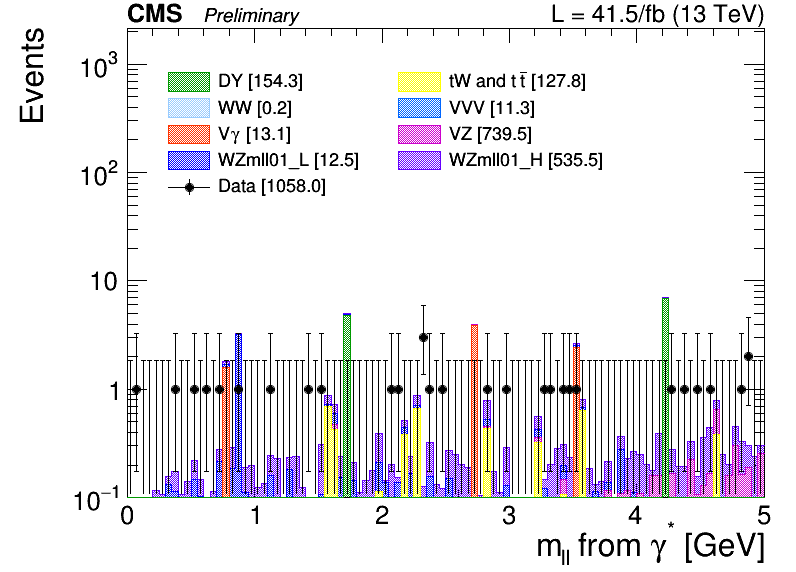 CMS Preliminary L = 41.5/fb (13 TeV)
Events
10³
10²
10
1
10⁻¹
DY [154.3]
tW and tt̅ [127.8]
WW [0.2]
VVV [11.3]
Vγ [13.1]
VZ [739.5]
WZmll01_L [12.5]
WZmll01_H [535.5]
Data [1058.0]
0 1 2 3 4 5
m_ll from γ* [GeV]